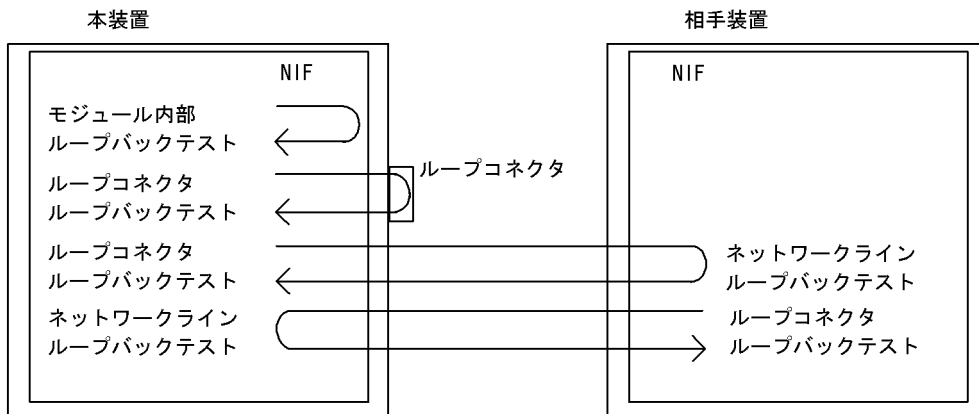 本装置
相手装置
NIF
NIF
モジュール内部
ループバックテスト
ループコネクタ
ループコネクタ
ループバックテスト
ループコネクタ
ループバックテスト
ネットワークライン
ループバックテスト
ネットワークライン
ループバックテスト
ループコネクタ
ループバックテスト